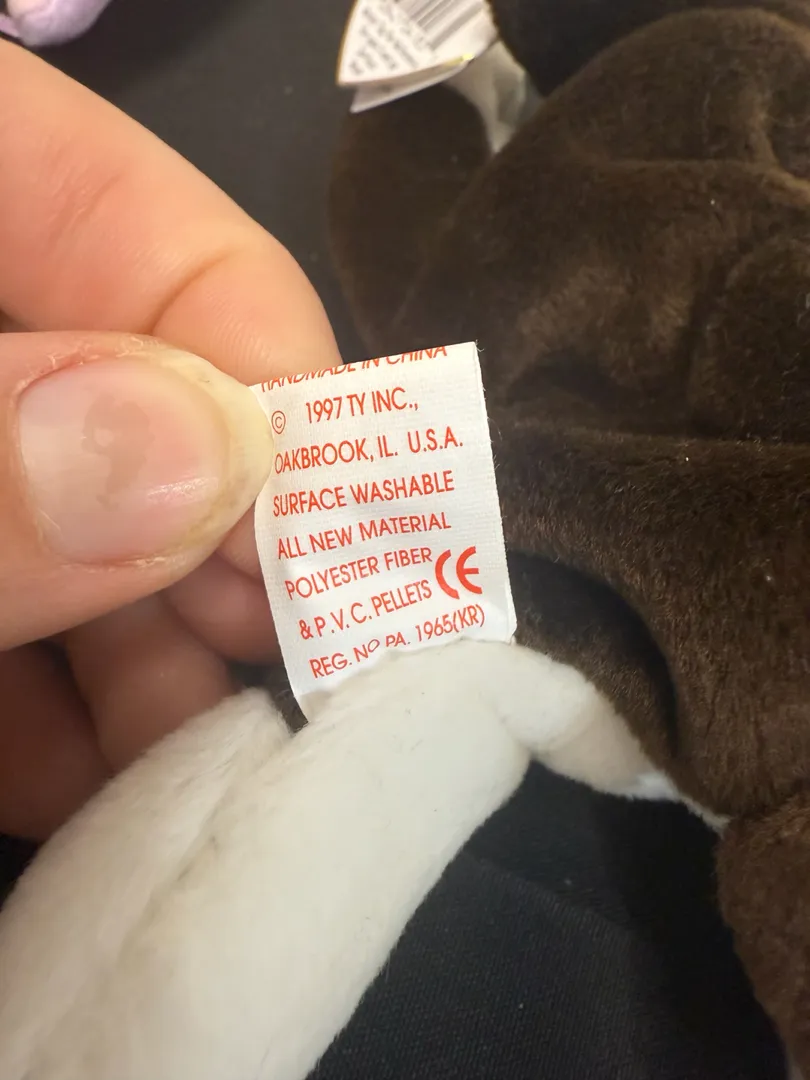 HANDMADE IN CHINA
© 1997 TY INC.,
OAKBROOK, IL. U.S.A.
SURFACE WASHABLE
ALL NEW MATERIAL
POLYESTER FIBER
& P.V.C. PELLETS CE
REG. NO PA. 1965(KR)